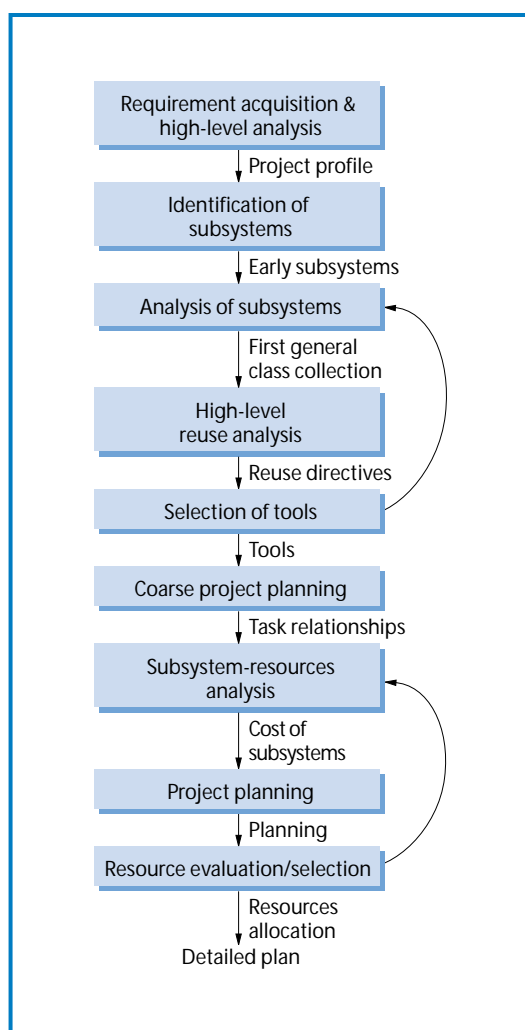 Requirement acquisition &
high-level analysis
Project profile
Identification of
subsystems
Early subsystems
Analysis of subsystems
First general
class collection
High-level
reuse analysis
Reuse directives
Selection of tools
Tools
Coarse project planning
Task relationships
Subsystem-resources
analysis
Cost of
subsystems
Project planning
Planning
Resource evaluation/selection
Resources
allocation
Detailed plan